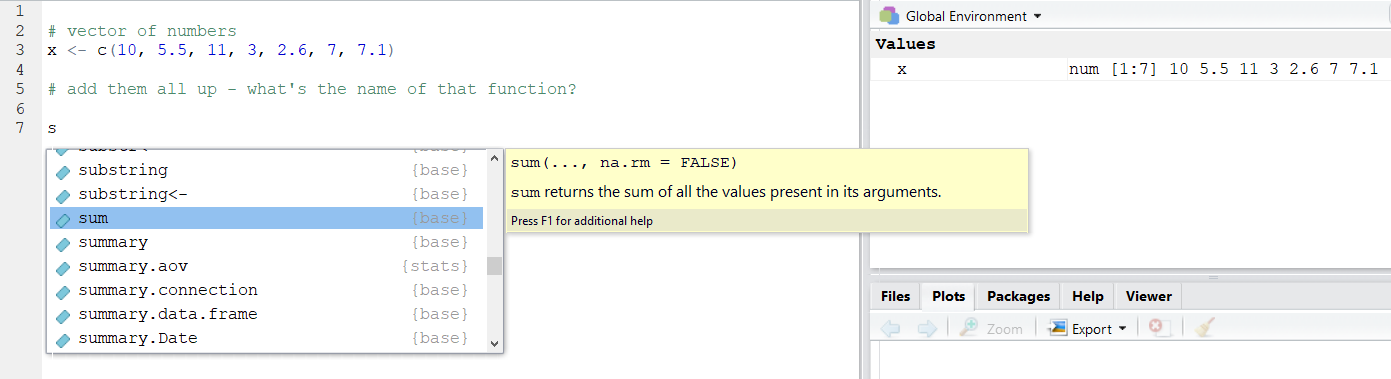 1
2 # vector of numbers
3 x <- c(10, 5.5, 11, 3, 2.6, 7, 7.1)
4
5 # add them all up - what's the name of that function?
6
7 s
substring {base}
substring<- {base}
sum {base}
summary {base}
summary.aov {stats}
summary.connection {base}
summary.data.frame {base}
summary.Date {base}
sum(..., na.rm = FALSE)
sum returns the sum of all the values present in its arguments.
Press F1 for additional help
Global Environment
Values
x num [1:7] 10 5.5 11 3 2.6 7 7.1
Files Plots Packages Help Viewer
Zoom Export